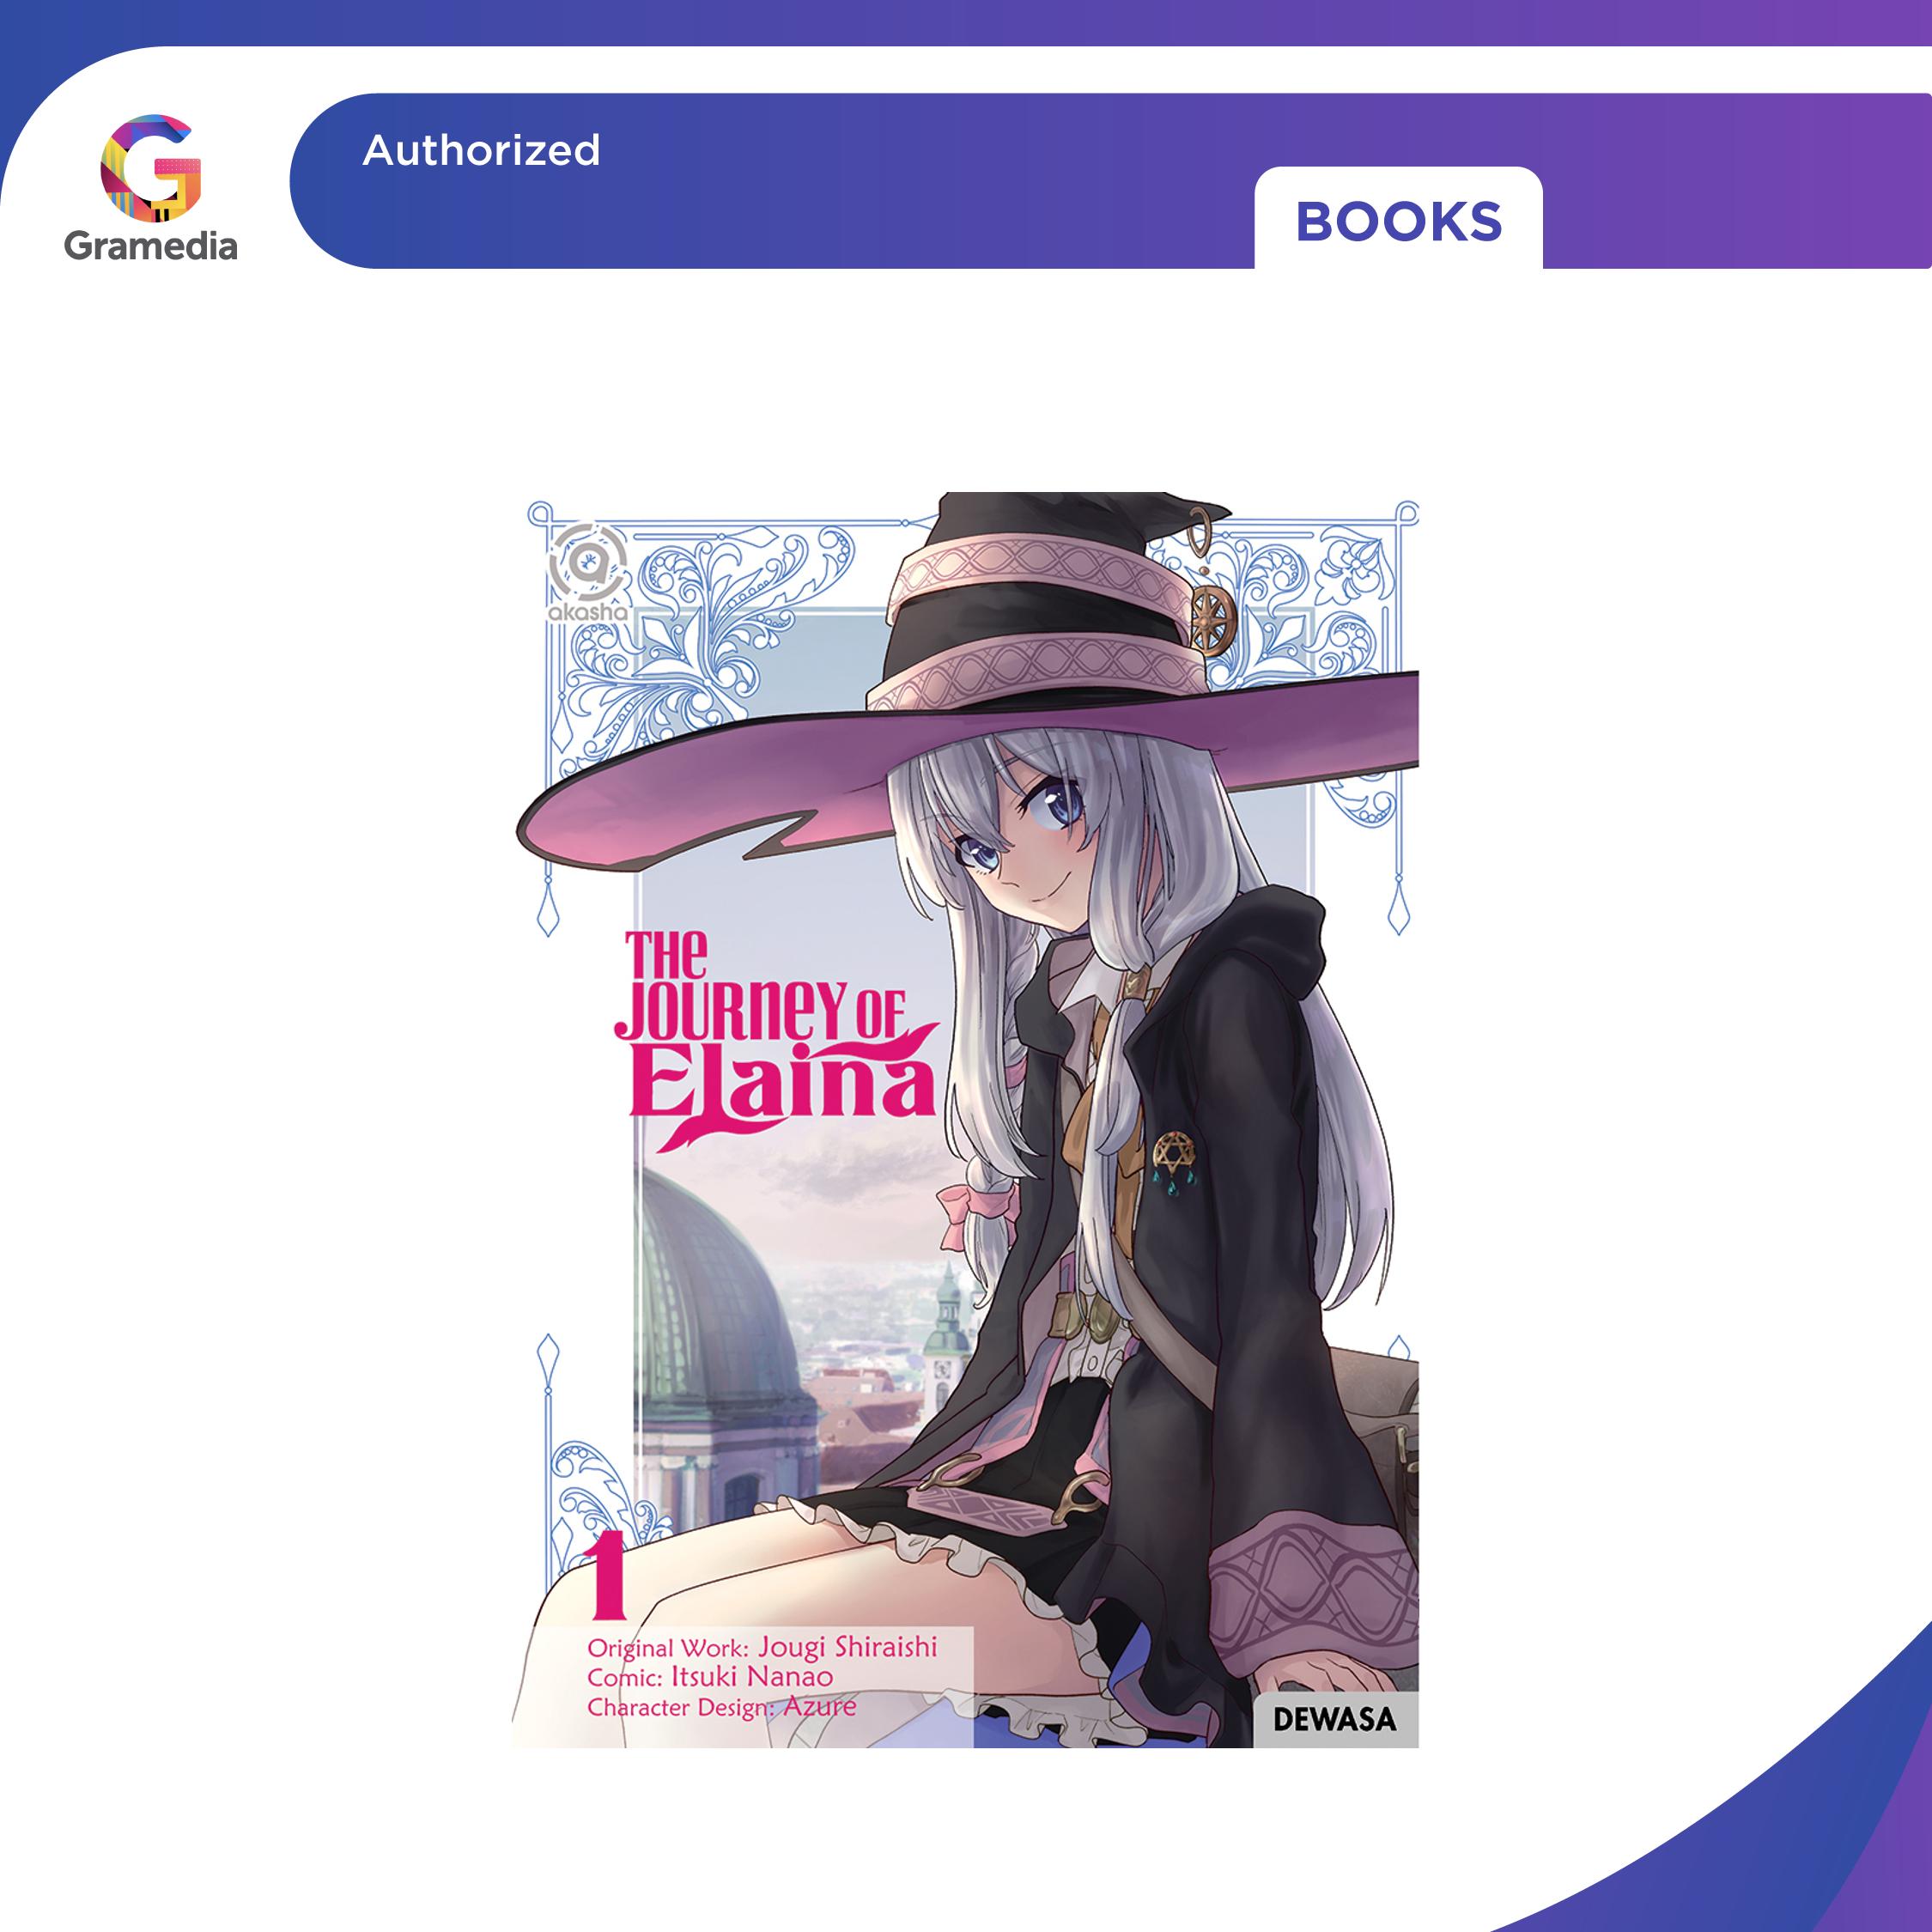 Gramedia
Authorized
BOOKS
akasha
THE
JOURNEY OF
ELaina
1
Original Work: Jougi Shiraishi
Comic: Itsuki Nanao
Character Design: Azure
DEWASA